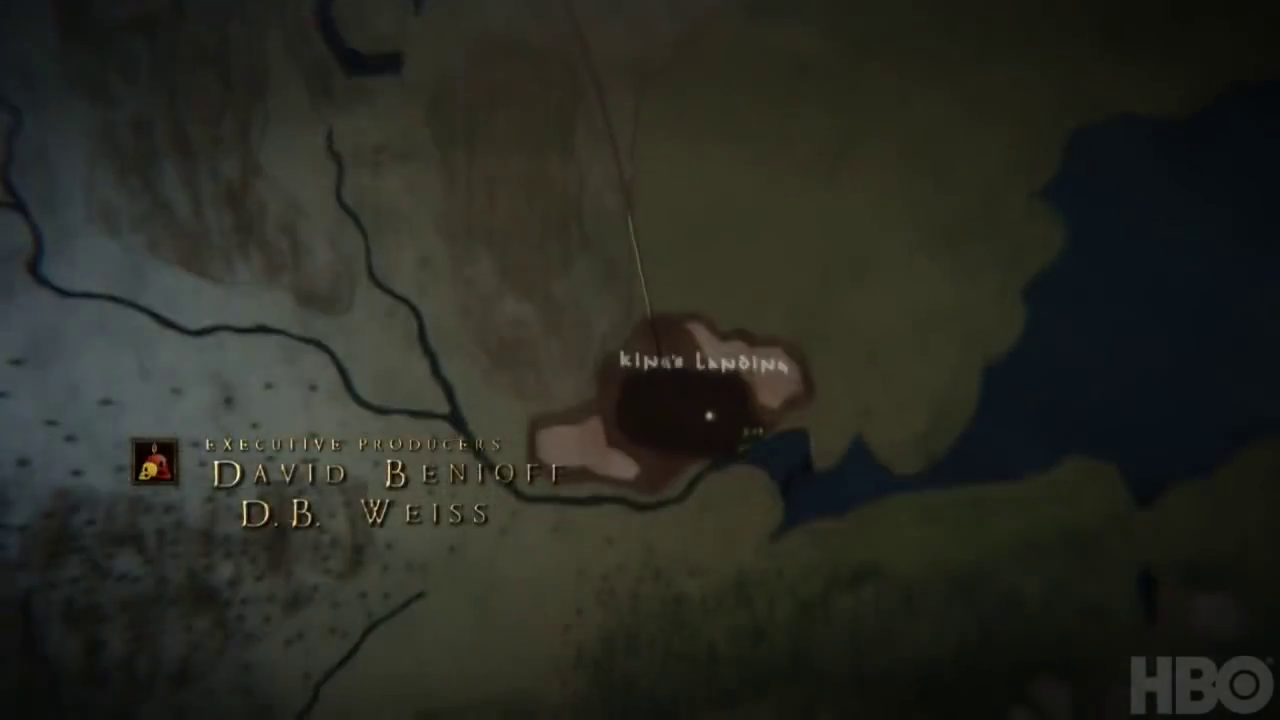 King's Landing
EXECUTIVE PRODUCERS
DAVID BENIOFF
D.B. WEISS
HBO